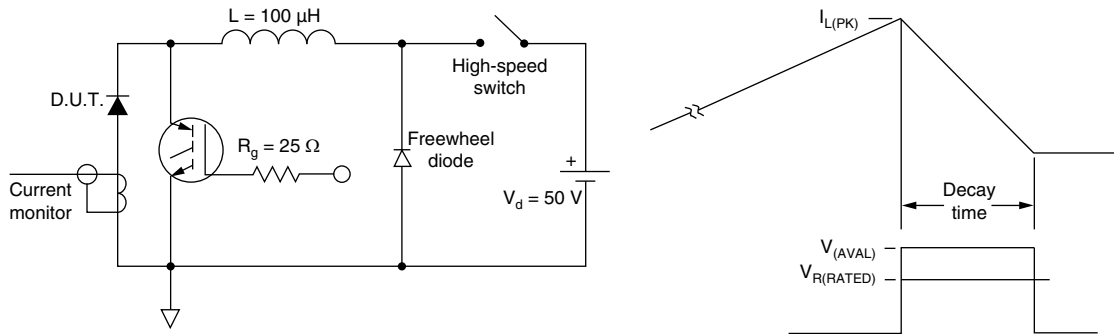 L = 100 µH
D.U.T.
High-speed
switch
R_g = 25 Ω
Freewheel
diode
Current
monitor
+
V_d = 50 V
I_L(PK)
Decay
time
V_(AVAL)
V_R(RATED)